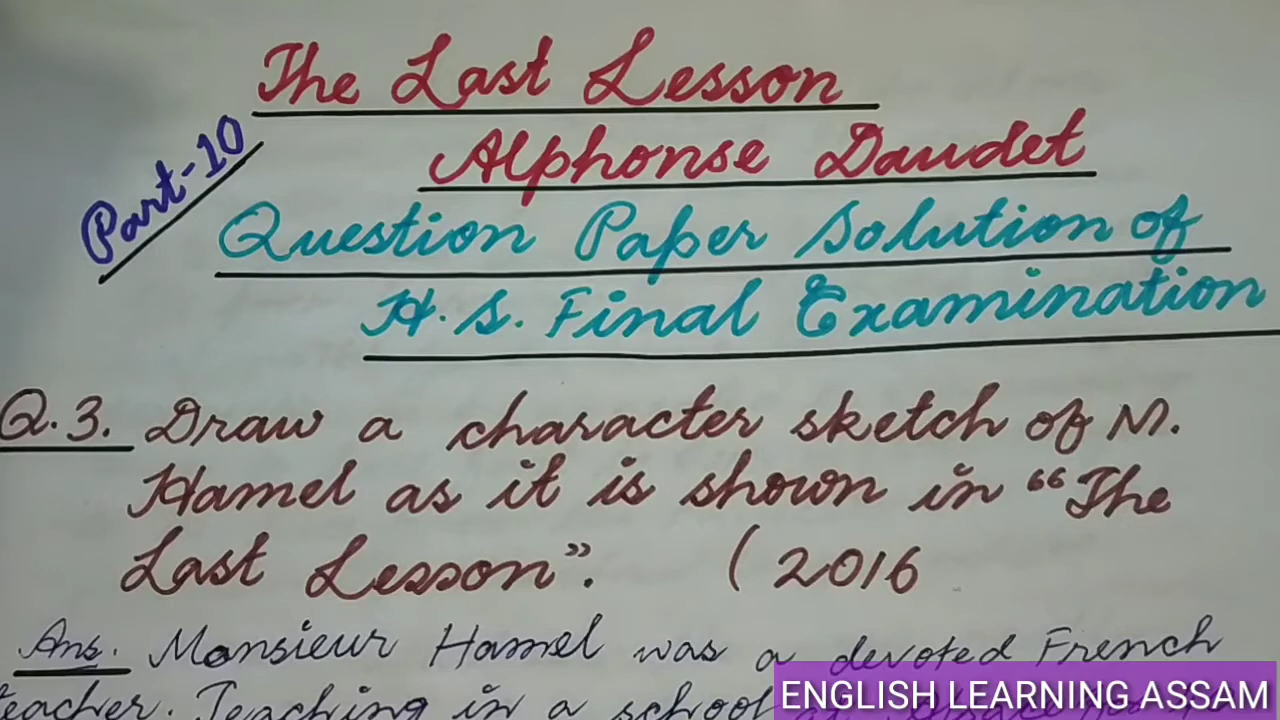 The Last Lesson
Alphonse Daudet
Part-10
Question Paper Solution of
H.S. Final Examination
Q.3. Draw a character sketch of M.
Hamel as it is shown in “The
Last Lesson”. (2016
Ans. Monsieur Hamel was a devoted French
teacher. Teaching in a school
ENGLISH LEARNING ASSAM